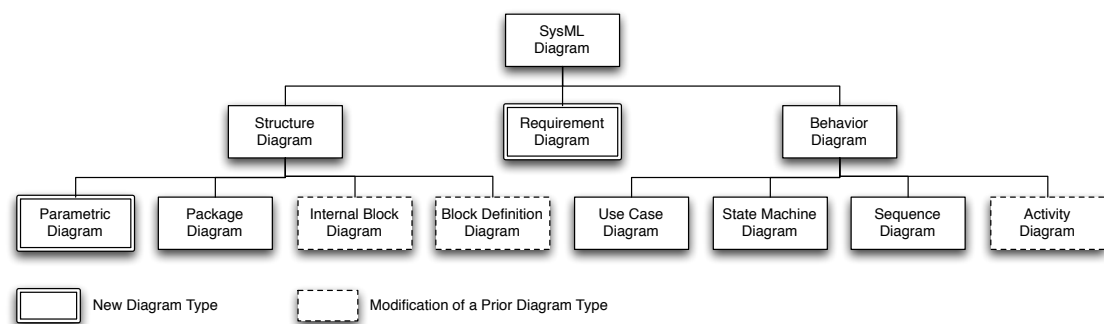 SysML
Diagram
Structure
Diagram
Requirement
Diagram
Behavior
Diagram
Parametric
Diagram
Package
Diagram
Internal Block
Diagram
Block Definition
Diagram
Use Case
Diagram
State Machine
Diagram
Sequence
Diagram
Activity
Diagram
New Diagram Type
Modification of a Prior Diagram Type